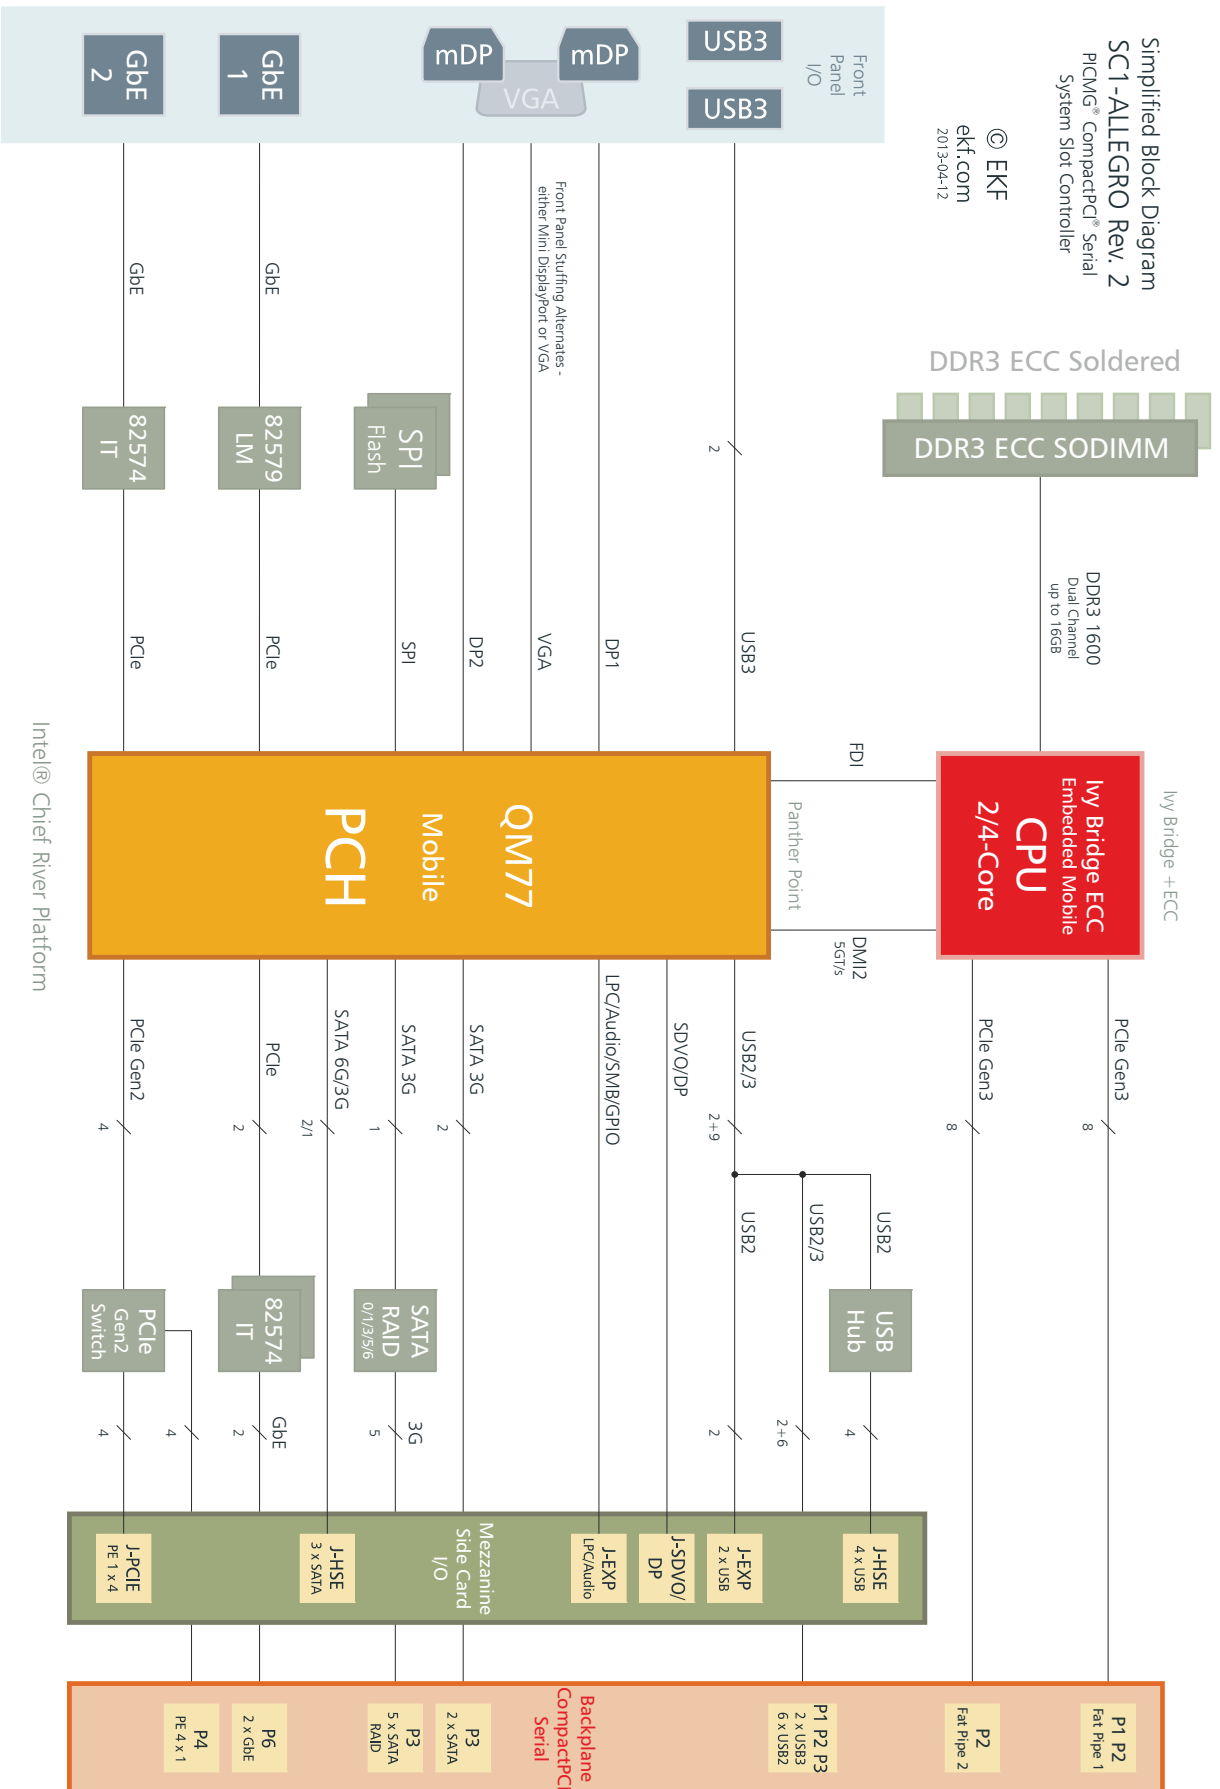 Simplified Block Diagram
SC1-ALLEGRO Rev. 2
PICMG® CompactPCI® Serial
System Slot Controller
© EKF
ekf.com
2013-04-12
Front
Panel
I/O
USB3
USB3
mDP
mDP
VGA
GbE
1
GbE
2
Front Panel Stuffing Alternates -
either Mini DisplayPort or VGA
GbE
GbE
DDR3 ECC Soldered
DDR3 ECC SODIMM
2
SPI
Flash
82579
LM
82574
IT
DDR3 1600
Dual Channel
up to 16GB
USB3
DP1
VGA
DP2
SPI
PCIe
PCIe
Ivy Bridge +ECC
Ivy Bridge ECC
Embedded Mobile
CPU
2/4-Core
FDI
Panther Point
DMI2
5GT/s
QM77
Mobile
PCH
Intel® Chief River Platform
PCIe Gen3
8
PCIe Gen3
8
USB2/3
2+9
SDVO/DP
LPC/Audio/SMB/GPIO
SATA 3G
2
SATA 3G
1
SATA 6G/3G
2/1
PCIe
2
PCIe Gen2
4
USB2
USB2/3
USB2
USB
Hub
SATA
RAID
0/1/3/5/6
82574
IT
PCIe
Gen2
Switch
4
2+6
2
3G
5
GbE
2
4
4
Mezzanine
Side Card
I/O
J-HSE
4 x USB
J-EXP
2 x USB
J-SDVO/
DP
J-EXP
LPC/Audio
J-HSE
3 x SATA
J-PCIE
PE 1 x 4
Backplane
CompactPCI
Serial
P1 P2
Fat Pipe 1
P2
Fat Pipe 2
P1 P2 P3
2 x USB3
6 x USB2
P3
2 x SATA
P3
5 x SATA
RAID
P6
2 x GbE
P4
PE 4 x 1